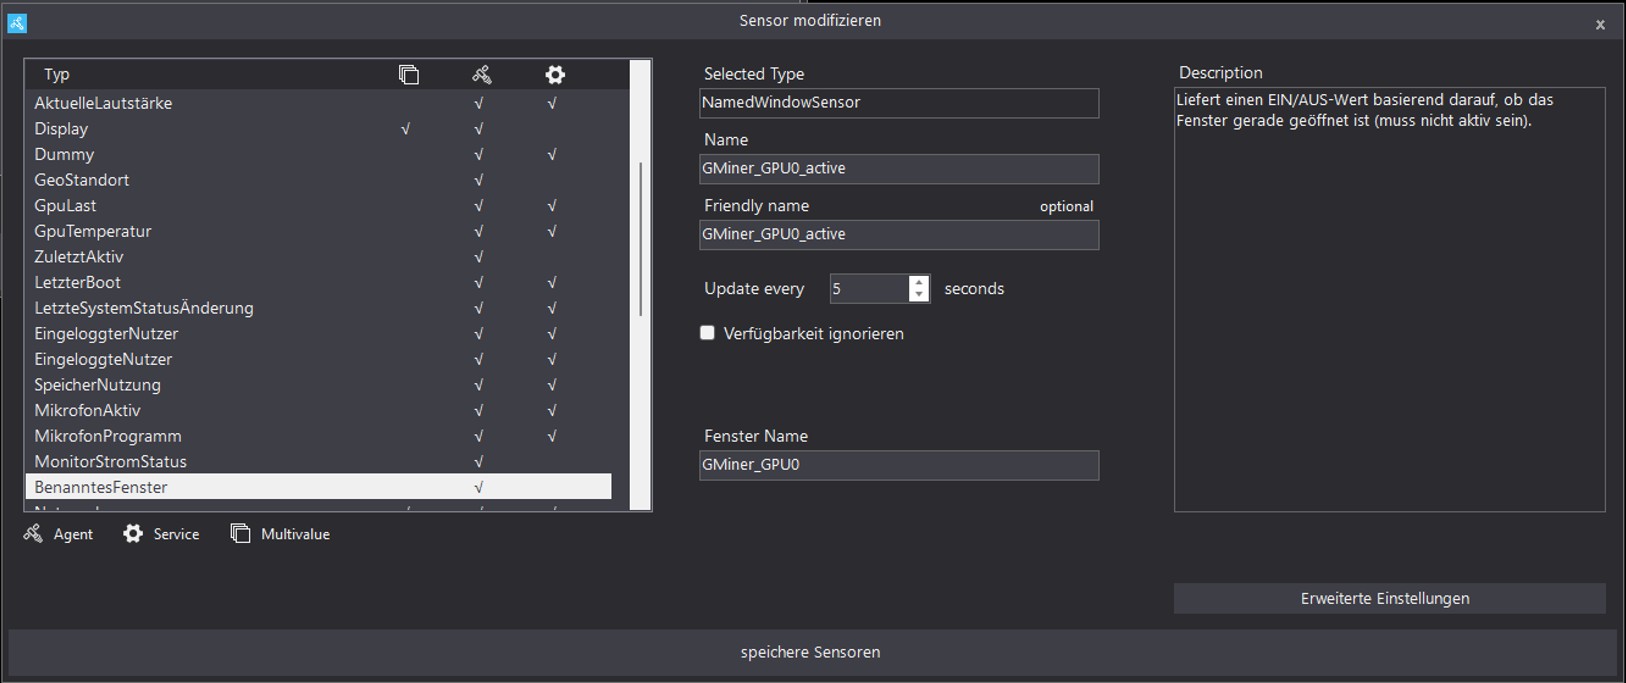 Sensor modifizieren
x
Typ
AktuelleLautstärke √ √
Display √ √
Dummy √ √
GeoStandort √
GpuLast √ √
GpuTemperatur √ √
ZuletztAktiv √
LetzterBoot √ √
LetzteSystemStatusÄnderung √ √
EingeloggterNutzer √ √
EingeloggteNutzer √ √
SpeicherNutzung √ √
MikrofonAktiv √ √
MikrofonProgramm √ √
MonitorStromStatus √
BenanntesFenster √
Agent Service Multivalue
Selected Type
NamedWindowSensor
Name
GMiner_GPU0_active
Friendly name optional
GMiner_GPU0_active
Update every 5 seconds
Verfügbarkeit ignorieren
Fenster Name
GMiner_GPU0
Description
Liefert einen EIN/AUS-Wert basierend darauf, ob das
Fenster gerade geöffnet ist (muss nicht aktiv sein).
Erweiterte Einstellungen
speichere Sensoren